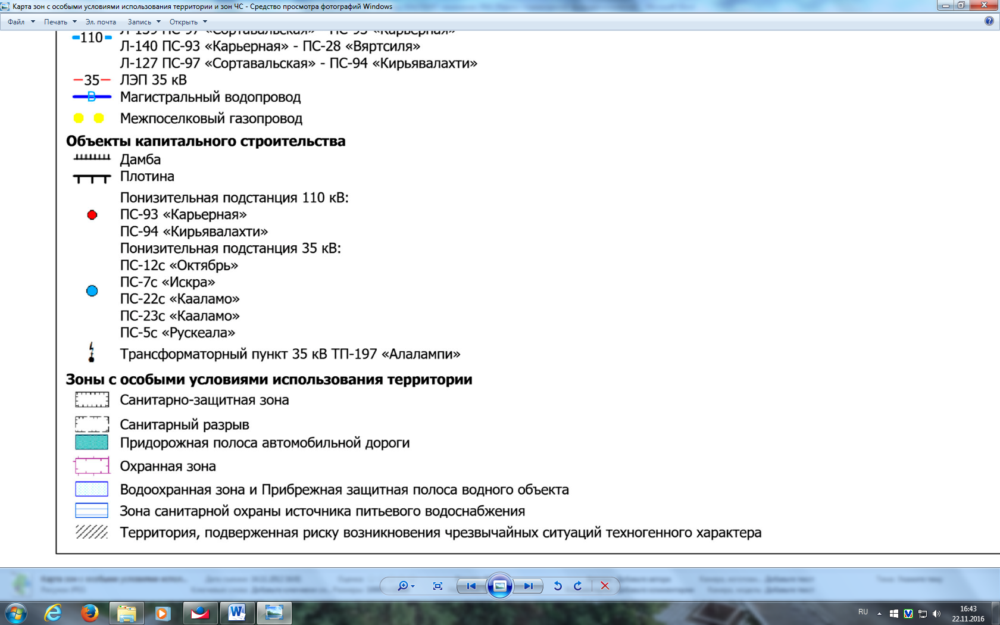 Карта зон с особыми условиями использования территории и зон ЧС - Средство просмотра фотографий Windows
Файл Печать Эл. почта Запись Открыть
Л-139 ПС-97 «Сортавальская» - ПС-93 «Карьерная»
110
Л-140 ПС-93 «Карьерная» - ПС-28 «Вяртсиля»
Л-127 ПС-97 «Сортавальская» - ПС-94 «Кирьявалахти»
35 ЛЭП 35 кВ
В Магистральный водопровод
Межпоселковый газопровод
Объекты капитального строительства
Дамба
Плотина
Понизительная подстанция 110 кВ:
ПС-93 «Карьерная»
ПС-94 «Кирьявалахти»
Понизительная подстанция 35 кВ:
ПС-12с «Октябрь»
ПС-7с «Искра»
ПС-22с «Кааламо»
ПС-23с «Кааламо»
ПС-5с «Рускеала»
Трансформаторный пункт 35 кВ ТП-197 «Алалампи»
Зоны с особыми условиями использования территории
Санитарно-защитная зона
Санитарный разрыв
Придорожная полоса автомобильной дороги
Охранная зона
Водоохранная зона и Прибрежная защитная полоса водного объекта
Зона санитарной охраны источника питьевого водоснабжения
Территория, подверженная риску возникновения чрезвычайных ситуаций техногенного характера
RU
16:43
22.11.2016